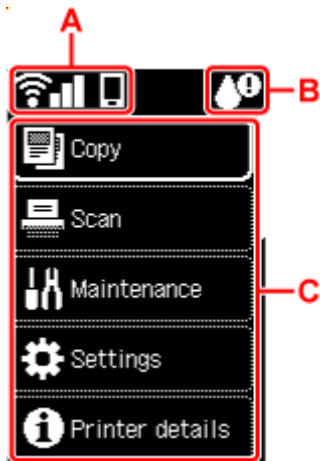 A
B
Copy
Scan
Maintenance
C
Settings
Printer details